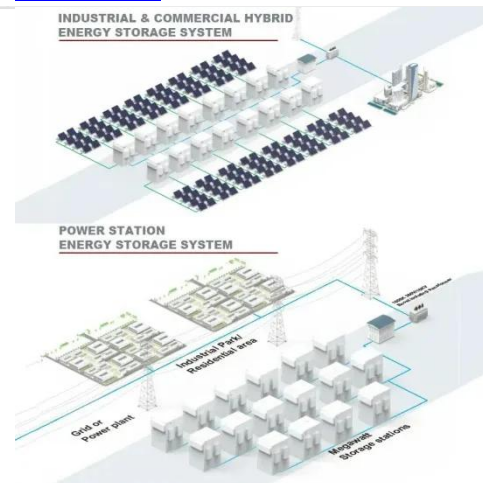 INDUSTRIAL & COMMERCIAL HYBRID
ENERGY STORAGE SYSTEM
POWER STATION
ENERGY STORAGE SYSTEM
Industrial Park/
Residential area
Grid or
Power plant
Megawatt
Storage stations